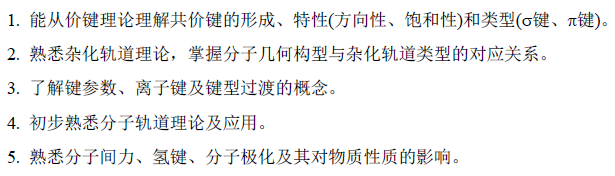 1. 能从价键理论理解共价键的形成、特性(方向性、饱和性)和类型(σ键、π键)。
2. 熟悉杂化轨道理论，掌握分子几何构型与杂化轨道类型的对应关系。
3. 了解键参数、离子键及键型过渡的概念。
4. 初步熟悉分子轨道理论及应用。
5. 熟悉分子间力、氢键、分子极化及其对物质性质的影响。